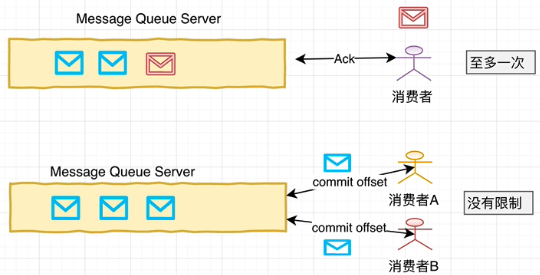 Message Queue Server
Ack
至多一次
消费者
Message Queue Server
commit offset
消费者A
没有限制
commit offset
消费者B